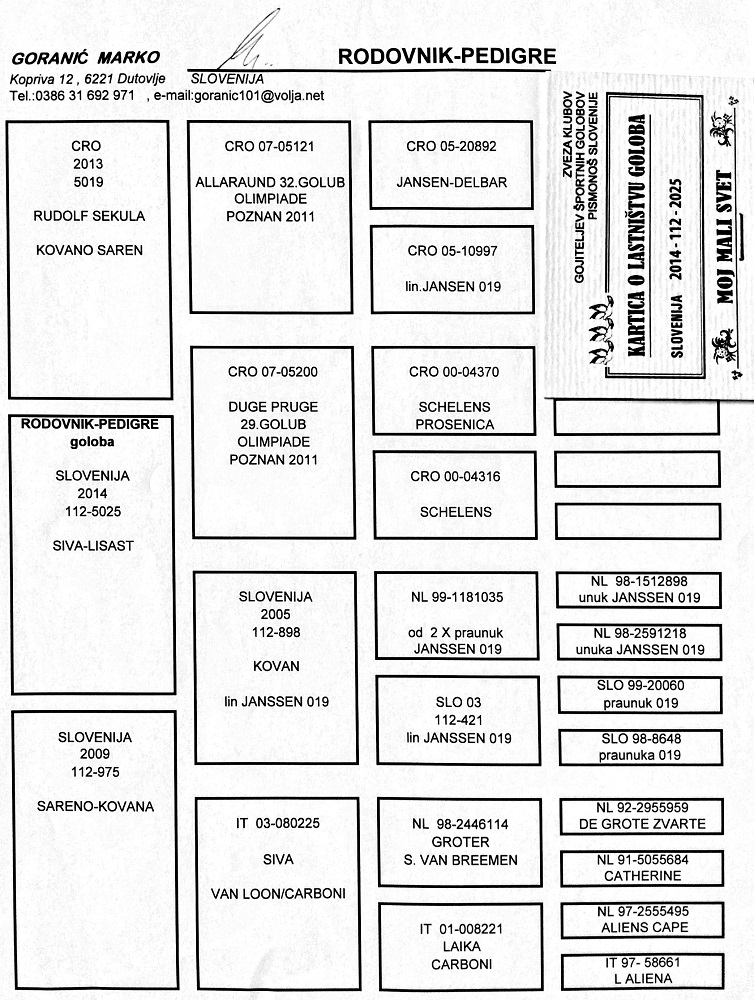 GORANIĆ MARKO
RODOVNIK-PEDIGRE
Kopriva 12 , 6221 Dutovlje SLOVENIJA
Tel.:0386 31 692 971 , e-mail:goranic101@volja.net
ZVEZA KLUBOV
GOJITELJEV ŠPORTNIH GOLOBOV
PISMONOŠ SLOVENIJE
KARTICA O LASTNIŠTVU GOLOBA
SLOVENIJA 2014 - 112 - 2025
MOJ MALI SVET
CRO
2013
5019
RUDOLF SEKULA
KOVANO SAREN
RODOVNIK-PEDIGRE
goloba
SLOVENIJA
2014
112-5025
SIVA-LISAST
SLOVENIJA
2009
112-975
SARENO-KOVANA
CRO 07-05121
ALLARAUND 32.GOLUB
OLIMPIADE
POZNAN 2011
CRO 07-05200
DUGE PRUGE
29.GOLUB
OLIMPIADE
POZNAN 2011
SLOVENIJA
2005
112-898
KOVAN
lin JANSSEN 019
IT 03-080225
SIVA
VAN LOON/CARBONI
CRO 05-20892
JANSEN-DELBAR
CRO 05-10997
lin.JANSEN 019
CRO 00-04370
SCHELENS
PROSENICA
CRO 00-04316
SCHELENS
NL 99-1181035
od 2 X praunuk
JANSSEN 019
SLO 03
112-421
lin JANSSEN 019
NL 98-2446114
GROTER
S. VAN BREEMEN
IT 01-008221
LAIKA
CARBONI
NL 98-1512898
unuk JANSSEN 019
NL 98-2591218
unuka JANSSEN 019
SLO 99-20060
praunuk 019
SLO 98-8648
praunuka 019
NL 92-2955959
DE GROTE ZVARTE
NL 91-5055684
CATHERINE
NL 97-2555495
ALIENS CAPE
IT 97- 58661
L ALIENA